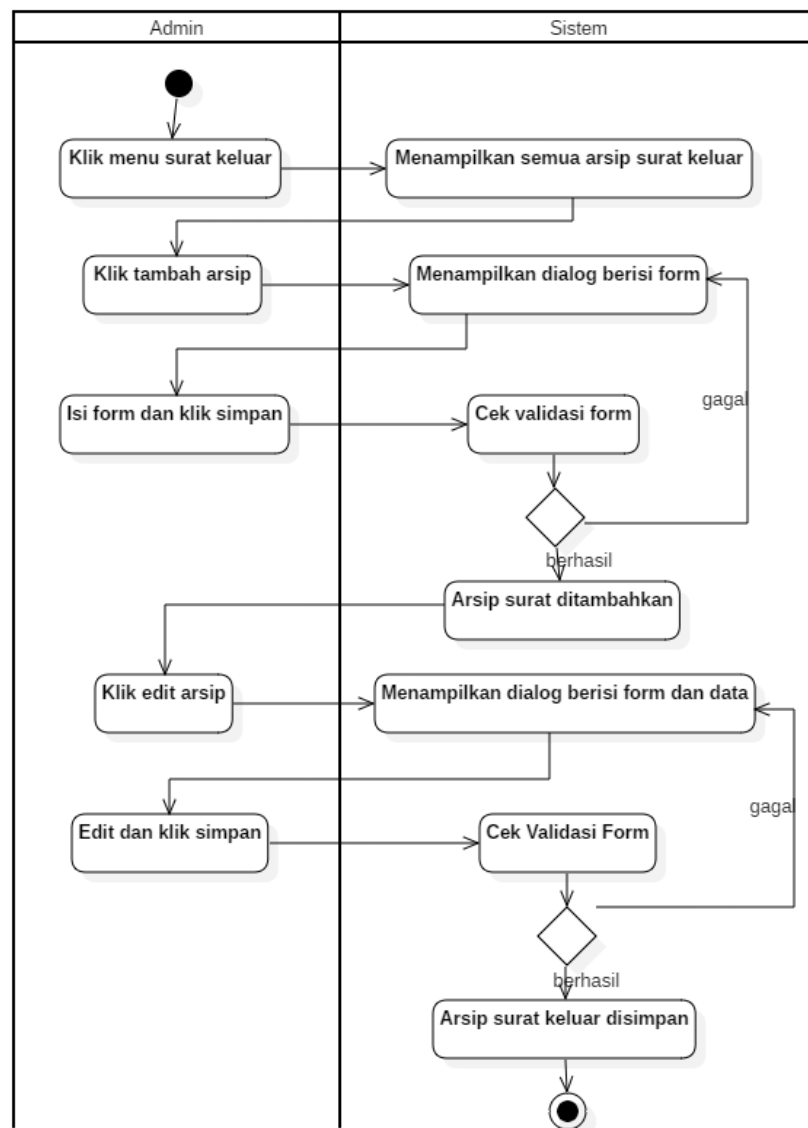 Admin
Sistem
Klik menu surat keluar
Menampilkan semua arsip surat keluar
Klik tambah arsip
Menampilkan dialog berisi form
Isi form dan klik simpan
Cek validasi form
gagal
berhasil
Arsip surat ditambahkan
Klik edit arsip
Menampilkan dialog berisi form dan data
Edit dan klik simpan
Cek Validasi Form
gagal
berhasil
Arsip surat keluar disimpan